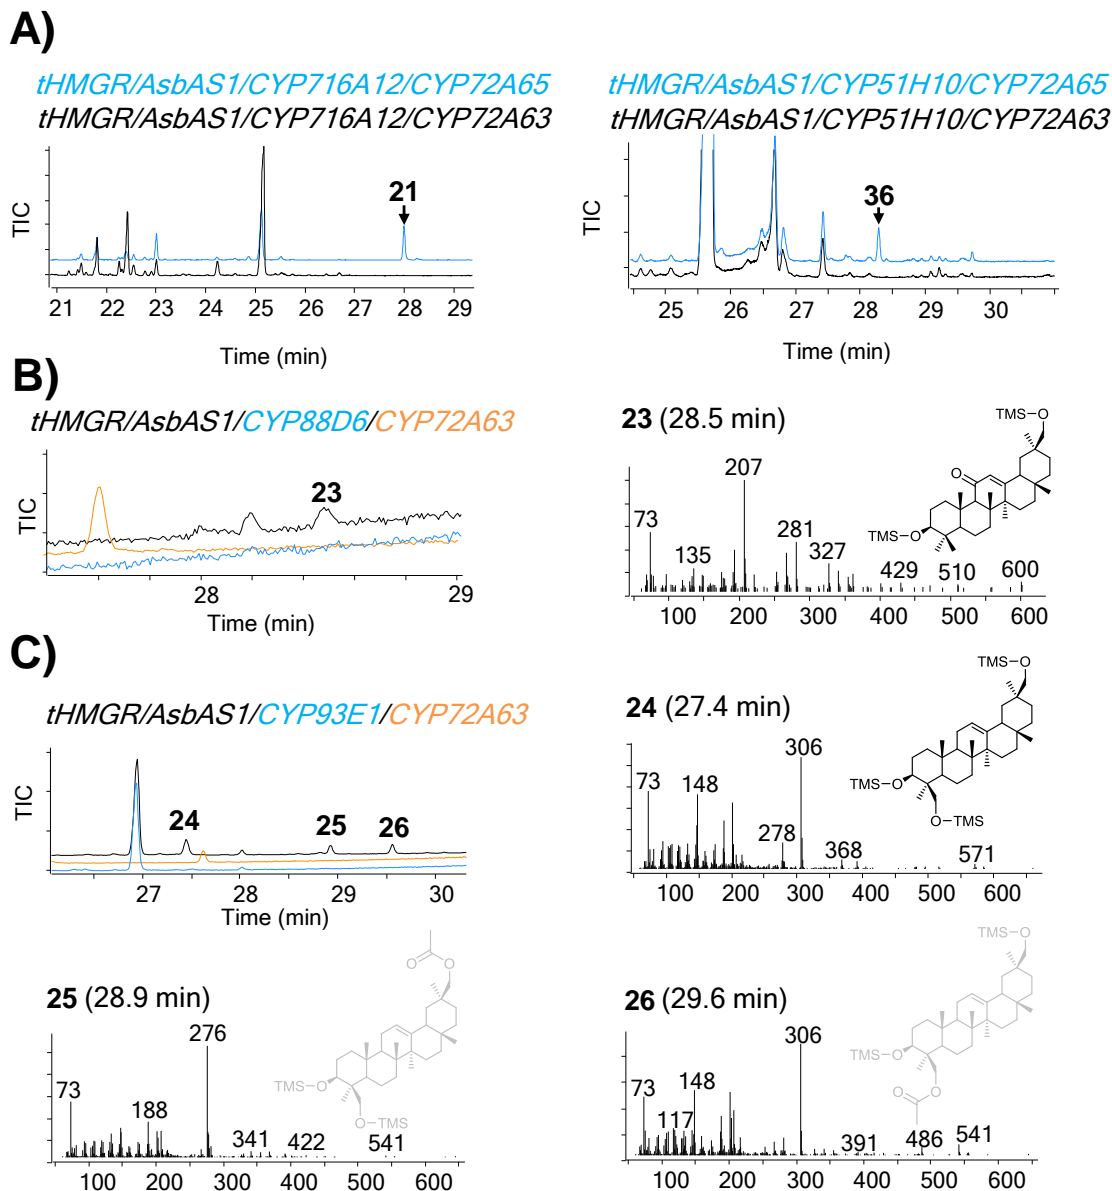 A)
tHMGR/AsbAS1/CYP716A12/CYP72A65
tHMGR/AsbAS1/CYP716A12/CYP72A63
TIC
21
21 22 23 24 25 26 27 28 29
Time (min)
tHMGR/AsbAS1/CYP51H10/CYP72A65
tHMGR/AsbAS1/CYP51H10/CYP72A63
TIC
36
25 26 27 28 29 30
Time (min)
B)
tHMGR/AsbAS1/CYP88D6/CYP72A63
TIC
23
28 29
Time (min)
23 (28.5 min)
TMS-O
O
TMS-O
207
73
135
281
327
429
510
600
100 200 300 400 500 600
C)
tHMGR/AsbAS1/CYP93E1/CYP72A63
TIC
24
25
26
27 28 29 30
Time (min)
24 (27.4 min)
TMS-O
TMS-O
O-TMS
306
73
148
278
368
571
100 200 300 400 500 600
25 (28.9 min)
O
O
TMS-O
O-TMS
276
73
188
341
422
541
100 200 300 400 500 600
26 (29.6 min)
TMS-O
TMS-O
O
O
306
73
148
117
391
486
541
100 200 300 400 500 600